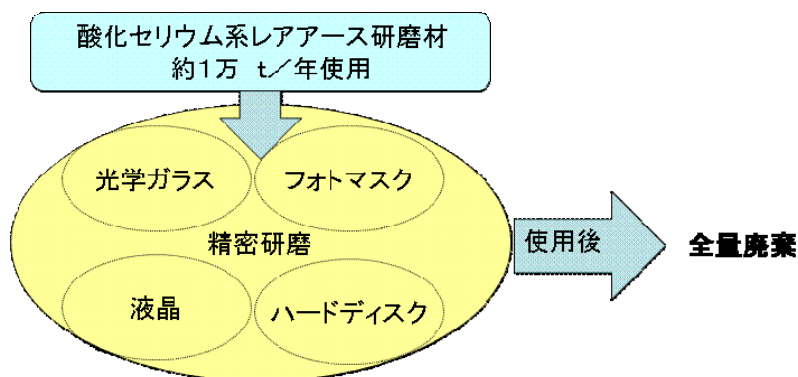 酸化セリウム系レアアース研磨材
約1万 t/年使用
光学ガラス
フォトマスク
精密研磨
使用後
全量廃棄
液晶
ハードディスク